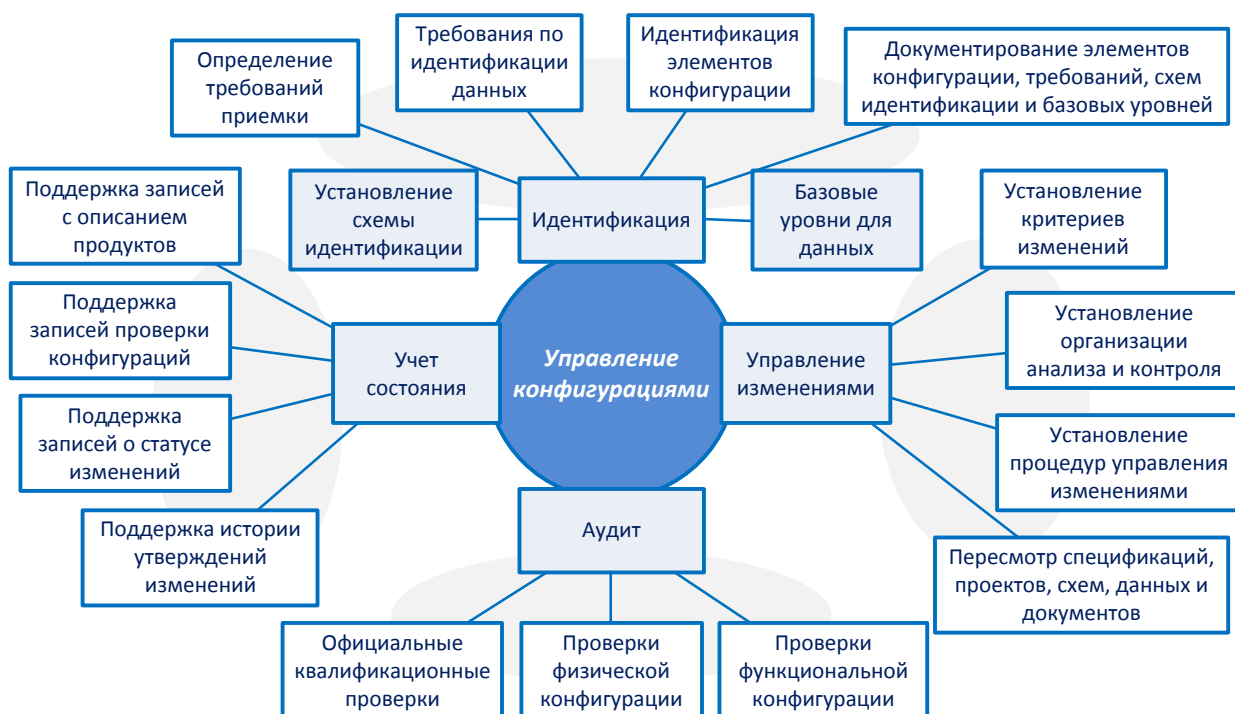 Определение
требований
приемки
Требования по
идентификации
данных
Идентификация
элементов
конфигурации
Документирование элементов
конфигурации, требований, схем
идентификации и базовых уровней
Поддержка записей
с описанием
продуктов
Установление
схемы
идентификации
Идентификация
Базовые
уровни для
данных
Установление
критериев
изменений
Поддержка
записей проверки
конфигураций
Учет
состояния
Управление
конфигурациями
Управление
изменениями
Установление
организации
анализа и контроля
Поддержка
записей о статусе
изменений
Установление
процедур управления
изменениями
Поддержка истории
утверждений
изменений
Аудит
Пересмотр спецификаций,
проектов, схем, данных и
документов
Официальные
квалификационные
проверки
Проверки
физической
конфигурации
Проверки
функциональной
конфигурации